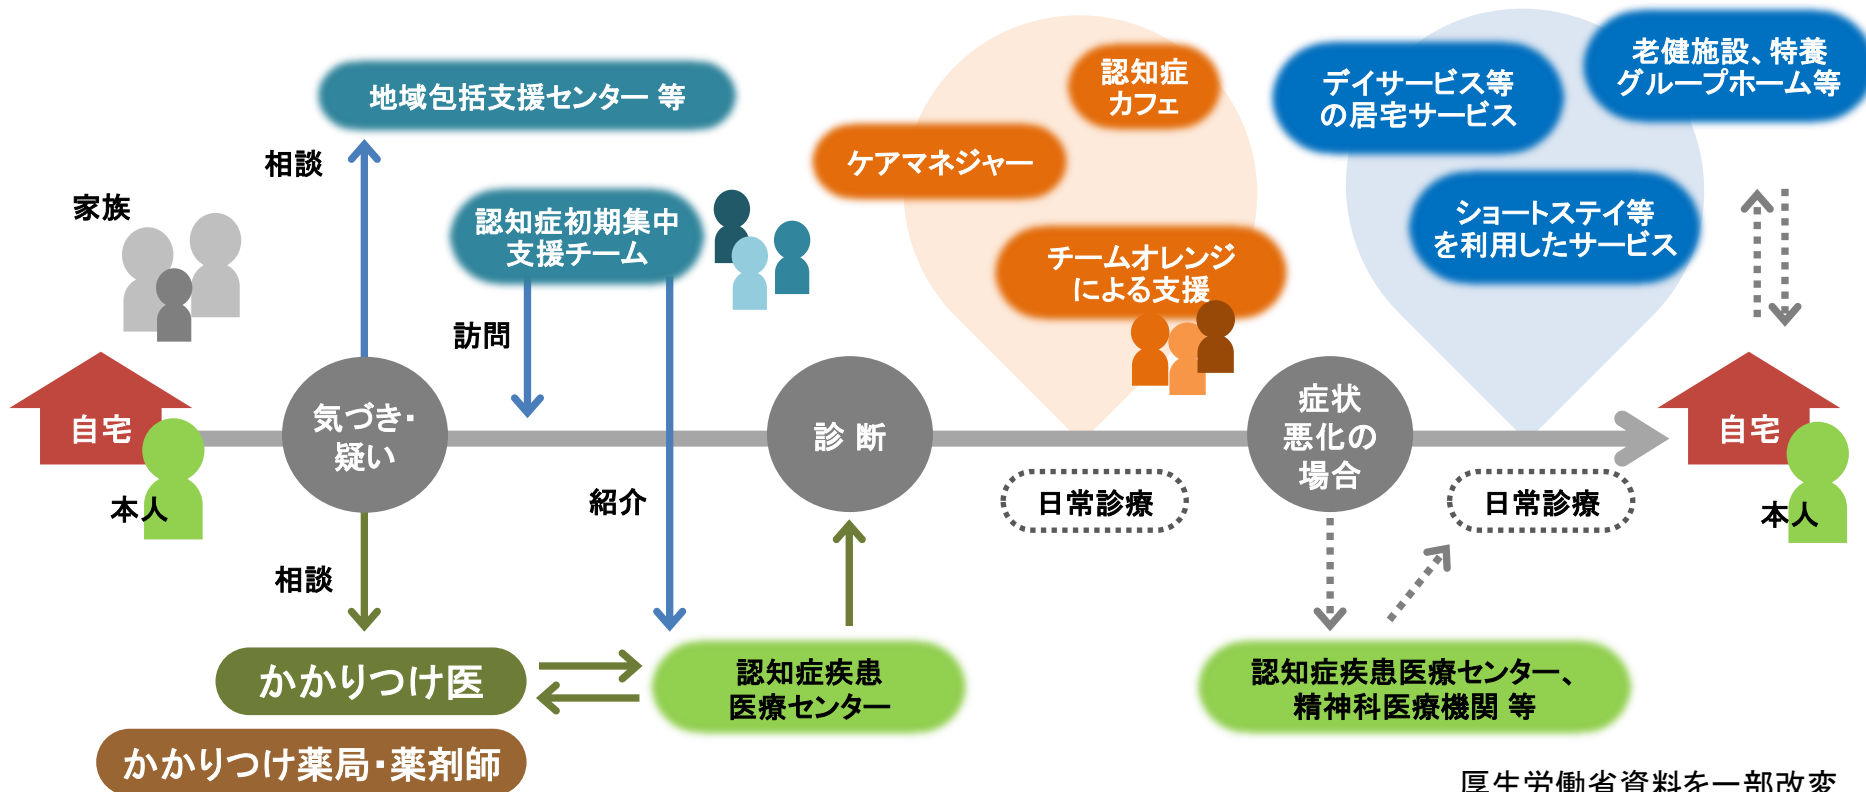 地域包括支援センター 等
相談
家族
認知症初期集中
支援チーム
訪問
自宅
本人
気づき・
疑い
相談
紹介
かかりつけ医
かかりつけ薬局・薬剤師
認知症疾患
医療センター
診 断
ケアマネジャー
認知症
カフェ
チームオレンジ
による支援
日常診療
症状
悪化の
場合
デイサービス等
の居宅サービス
老健施設、特養
グループホーム等
ショートステイ等
を利用したサービス
日常診療
自宅
本人
認知症疾患医療センター、
精神科医療機関 等
厚生労働省資料を一部改変